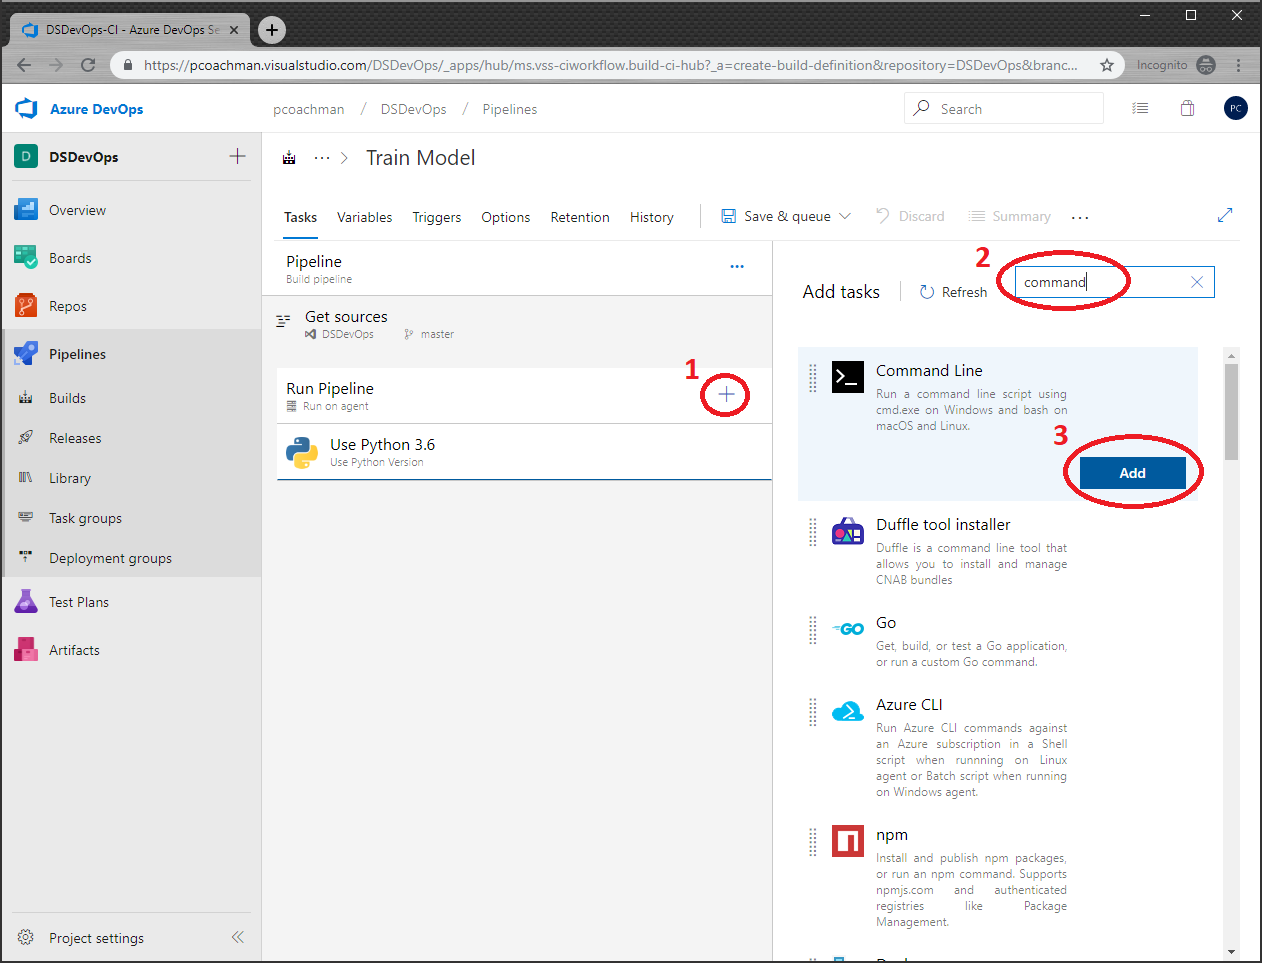 DSDevOps-CI - Azure DevOps Se
https://pcoachman.visualstudio.com/DSDevOps/_apps/hub/ms.vss-ciworkflow.build-ci-hub?_a=create-build-definition&repository=DSDevOps&branc...
Incognito
Azure DevOps
pcoachman / DSDevOps / Pipelines
Search
PC
D DSDevOps
Overview
Boards
Repos
Pipelines
Builds
Releases
Library
Task groups
Deployment groups
Test Plans
Artifacts
Project settings
... > Train Model
Tasks Variables Triggers Options Retention History
Save & queue Discard Summary ...
Pipeline
Build pipeline
...
Get sources
DSDevOps master
Run Pipeline
Run on agent
1
Use Python 3.6
Use Python Version
Add tasks
Refresh
2
command
Command Line
Run a command line script using
cmd.exe on Windows and bash on
macOS and Linux.
3
Add
Duffle tool installer
Duffle is a command line tool that
allows you to install and manage
CNAB bundles
GO
Go
Get, build, or test a Go application,
or run a custom Go command.
Azure CLI
Run Azure CLI commands against
an Azure subscription in a Shell
script when runnning on Linux
agent or Batch script when running
on Windows agent.
npm
Install and publish npm packages,
or run an npm command. Supports
npmjs.com and authenticated
registries like Package
Management.